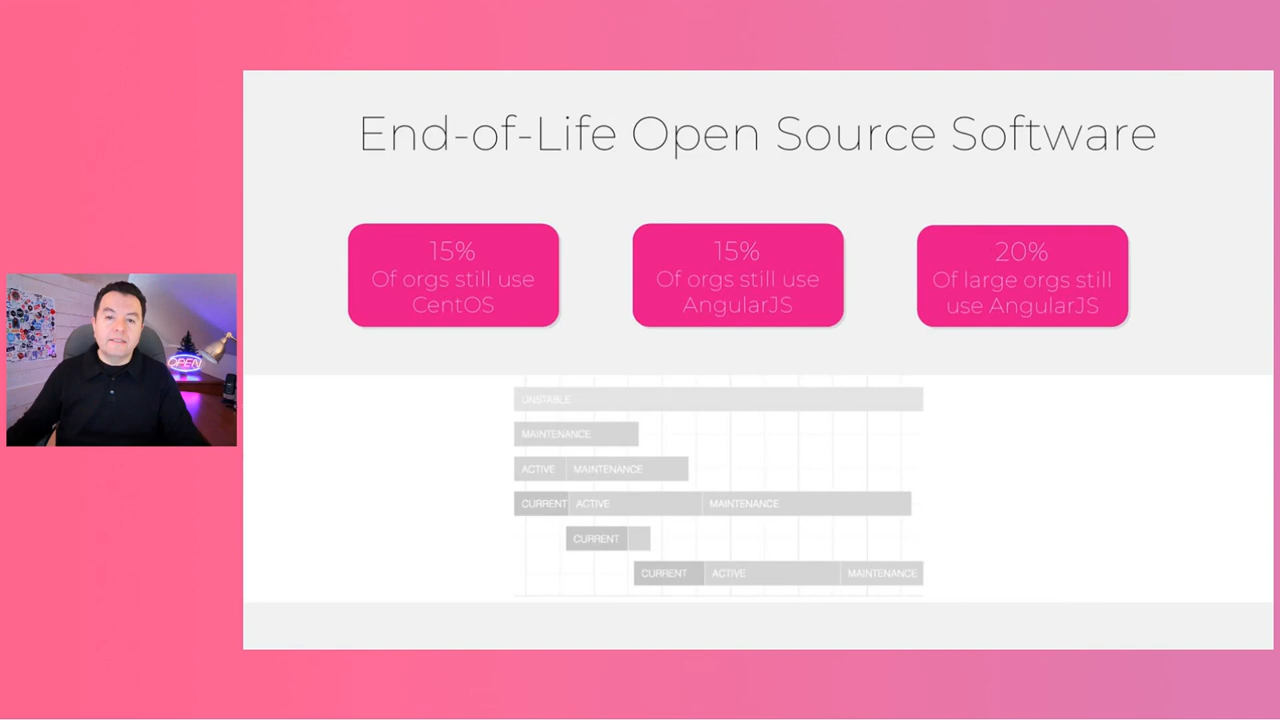 End-of-Life Open Source Software
15%
Of orgs still use
CentOS
15%
Of orgs still use
AngularJS
20%
Of large orgs still
use AngularJS
OPEN
UNSTABLE
MAINTENANCE
ACTIVE MAINTENANCE
CURRENT ACTIVE MAINTENANCE
CURRENT
CURRENT ACTIVE MAINTENANCE